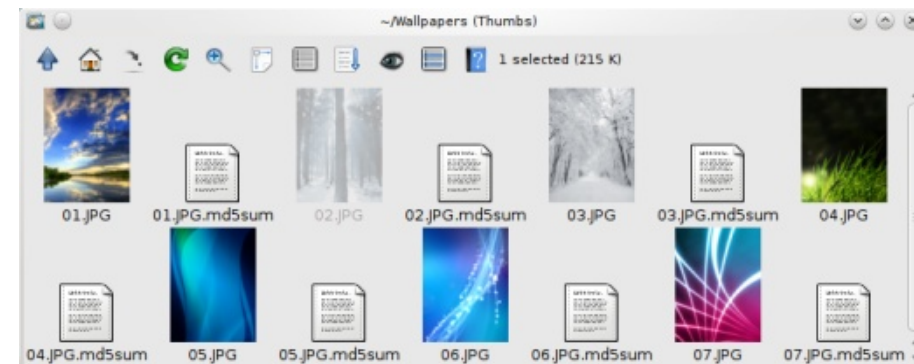 ~/Wallpapers (Thumbs)
1 selected (215 K)
01.JPG 01.JPG.md5sum 02.JPG 02.JPG.md5sum 03.JPG 03.JPG.md5sum 04.JPG
04.JPG.md5sum 05.JPG 05.JPG.md5sum 06.JPG 06.JPG.md5sum 07.JPG 07.JPG.md5sum